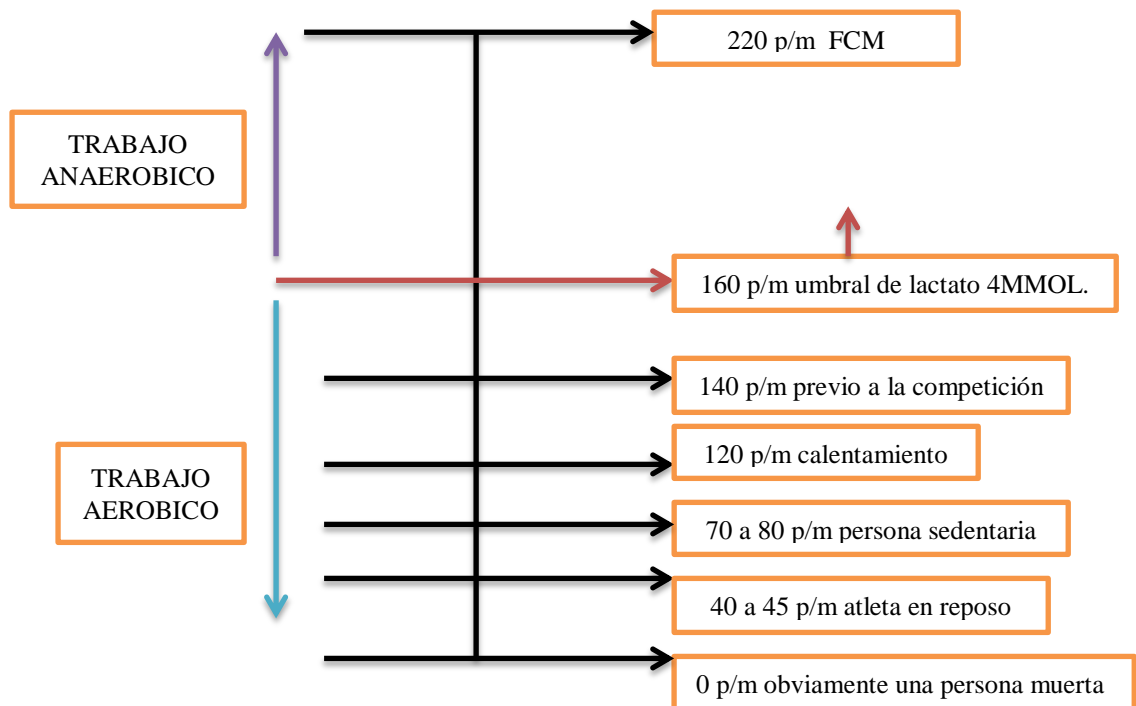 220 p/m FCM
TRABAJO
ANAEROBICO
160 p/m umbral de lactato 4MMOL.
140 p/m previo a la competición
120 p/m calentamiento
TRABAJO
AEROBICO
70 a 80 p/m persona sedentaria
40 a 45 p/m atleta en reposo
0 p/m obviamente una persona muerta